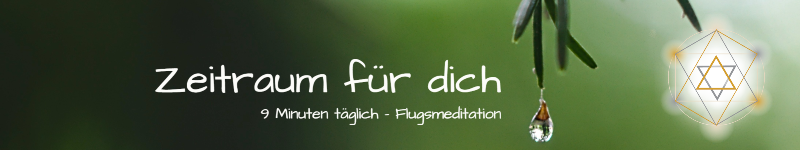 Zeitraum für dich
9 Minuten täglich - Flugsmeditation